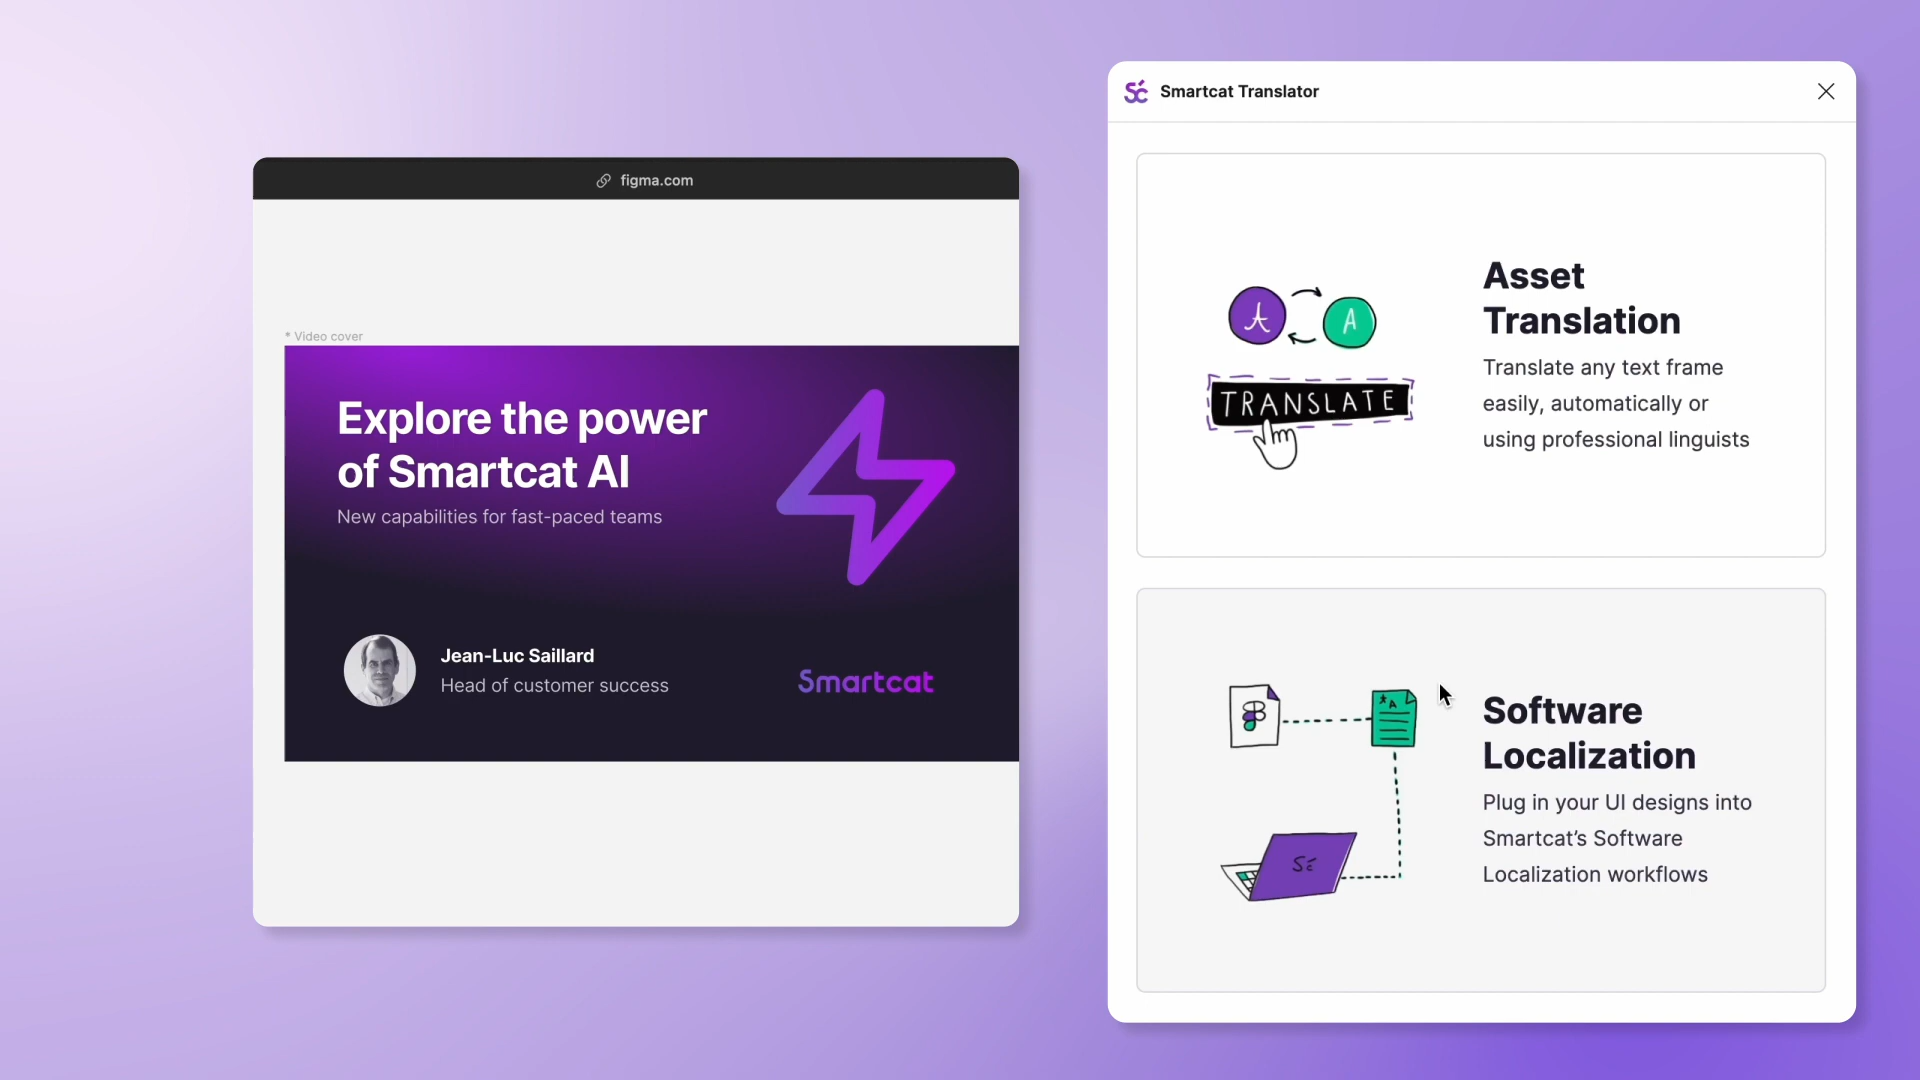 figma.com
* Video cover
Explore the power
of Smartcat AI
New capabilities for fast-paced teams
Jean-Luc Saillard
Head of customer success
Smartcat
Sc Smartcat Translator
Asset
Translation
Translate any text frame
easily, automatically or
using professional linguists
A
TRANSLATE
Software
Localization
Plug in your UI designs into
Smartcat's Software
Localization workflows
A
Sc